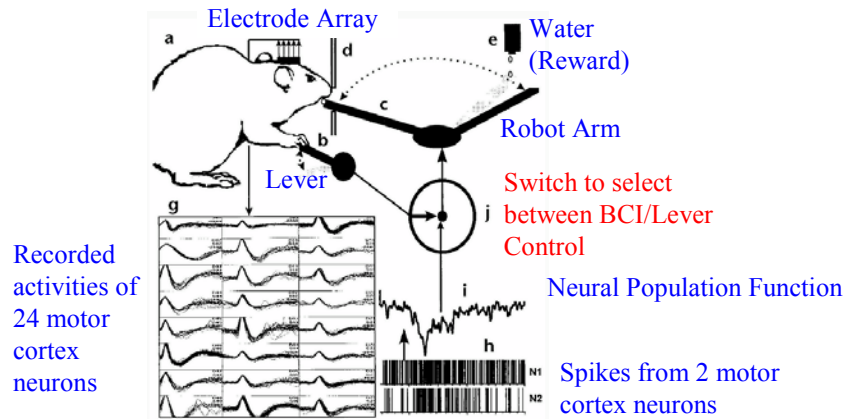 Electrode Array
a
d
e
Water
(Reward)
c
b
Robot Arm
Lever
Switch to select
between BCI/Lever
Control
g
j
Recorded
activities of
24 motor
cortex
neurons
i
Neural Population Function
h
N1
N2
Spikes from 2 motor
cortex neurons